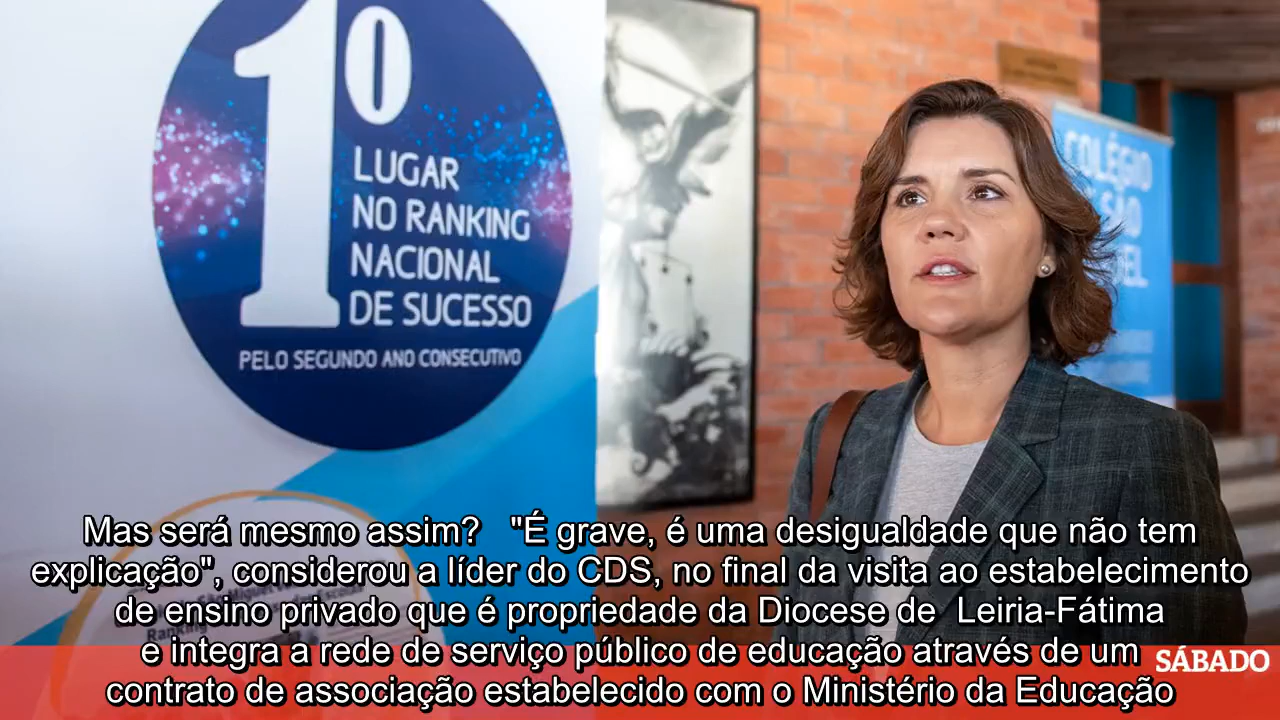 1º
LUGAR
NO RANKING
NACIONAL
DE SUCESSO
PELO SEGUNDO ANO CONSECUTIVO
COLÉGIO
Mas será mesmo assim? "É grave, é uma desigualdade que não tem
explicação", considerou a líder do CDS, no final da visita ao estabelecimento
de ensino privado que é propriedade da Diocese de Leiria-Fátima
e integra a rede de serviço público de educação através de um
contrato de associação estabelecido com o Ministério da Educação
SÁBADO